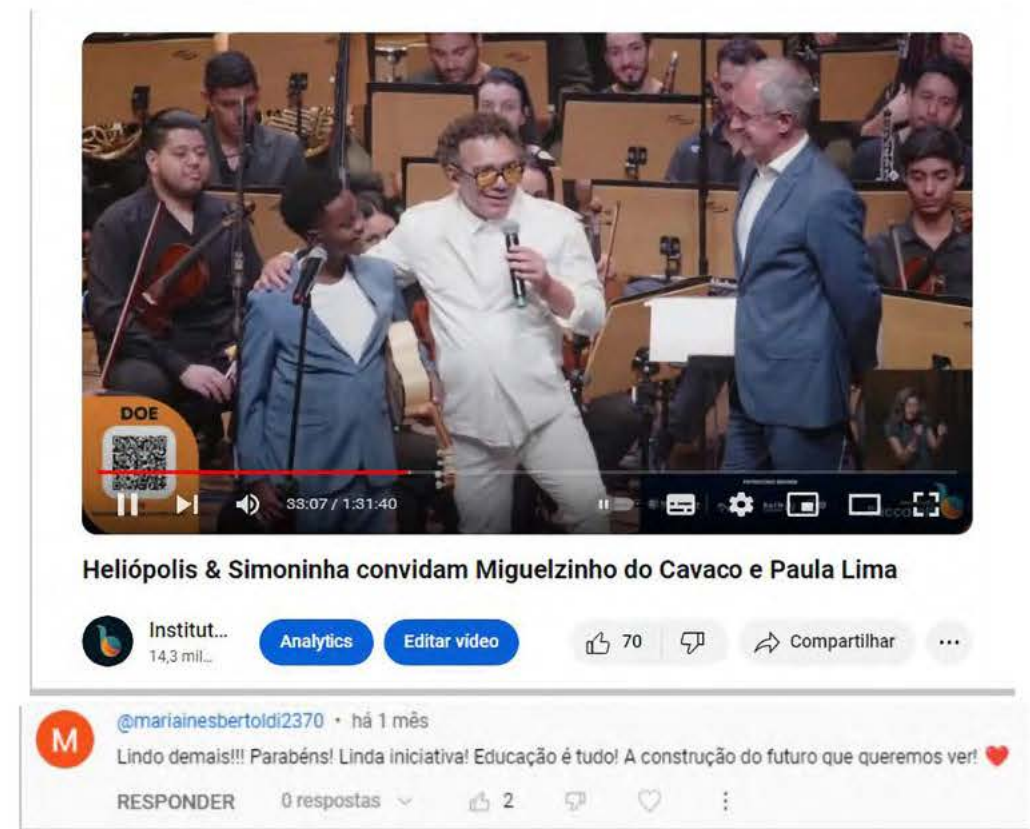 DOE
33:07 / 1:31:40
Heliópolis & Simoninha convidam Miguelzinho do Cavaco e Paula Lima
Institut...
14,3 mil...
Analytics
Editar vídeo
70
Compartilhar
M
@mariainesbertoldi2370 • há 1 mês
Lindo demais!!! Parabéns! Linda iniciativa! Educação é tudo! A construção do futuro que queremos ver! ❤️
RESPONDER 0 respostas 2